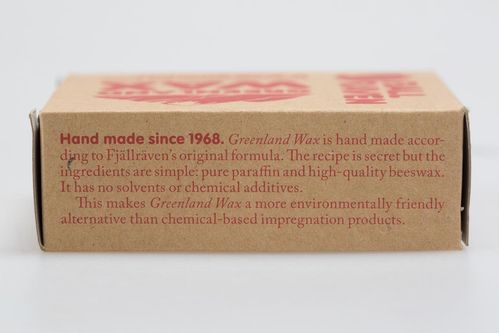 Hand made since 1968. Greenland Wax is hand made accor-
ding to Fjällräven's original formula. The recipe is secret but the
ingredients are simple: pure paraffin and high-quality beeswax.
It has no solvents or chemical additives.
This makes Greenland Wax a more environmentally friendly
alternative than chemical-based impregnation products.